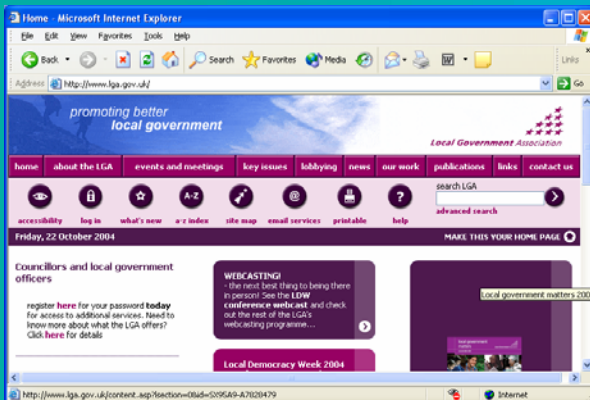 Home - Microsoft Internet Explorer
File Edit View Favorites Tools Help
Back Search Favorites Media Links
Address http://www.lga.gov.uk/ Go
promoting better
local government
Local Government Association
home about the LGA events and meetings key issues lobbying news our work publications links contact us
search LGA
A-Z @ ?
advanced search
accessibility log in what's new a-z index site map email services printable help
Friday, 22 October 2004 MAKE THIS YOUR HOME PAGE
Councillors and local government
officers
register here for your password today
for access to additional services. Need to
know more about what the LGA offers?
Click here for details
WEBCASTING!
- the next best thing to being there
in person! See the LDW
conference webcast and check
out the rest of the LGA's
webcasting programme...
Local Democracy Week 2004
Local government matters 200
local government
matters
http://www.lga.gov.uk/content.asp?lsection=0&id= Internet